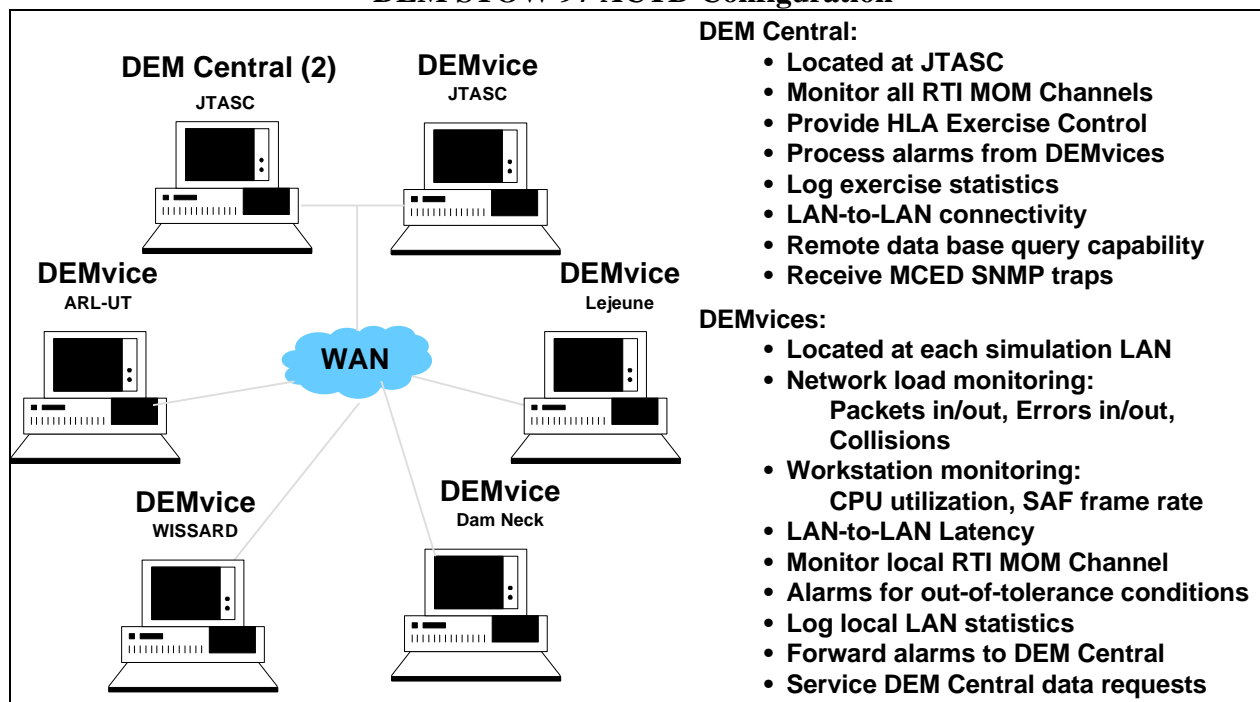 DEM STOW 97 ACTD Configuration
DEM Central (2)
JTASC
DEMvice
JTASC
DEMvice
ARL-UT
DEMvice
Lejeune
WAN
DEMvice
WISSARD
DEMvice
Dam Neck
DEM Central:
• Located at JTASC
• Monitor all RTI MOM Channels
• Provide HLA Exercise Control
• Process alarms from DEMvices
• Log exercise statistics
• LAN-to-LAN connectivity
• Remote data base query capability
• Receive MCED SNMP traps
DEMvices:
• Located at each simulation LAN
• Network load monitoring:
Packets in/out, Errors in/out,
Collisions
• Workstation monitoring:
CPU utilization, SAF frame rate
• LAN-to-LAN Latency
• Monitor local RTI MOM Channel
• Alarms for out-of-tolerance conditions
• Log local LAN statistics
• Forward alarms to DEM Central
• Service DEM Central data requests